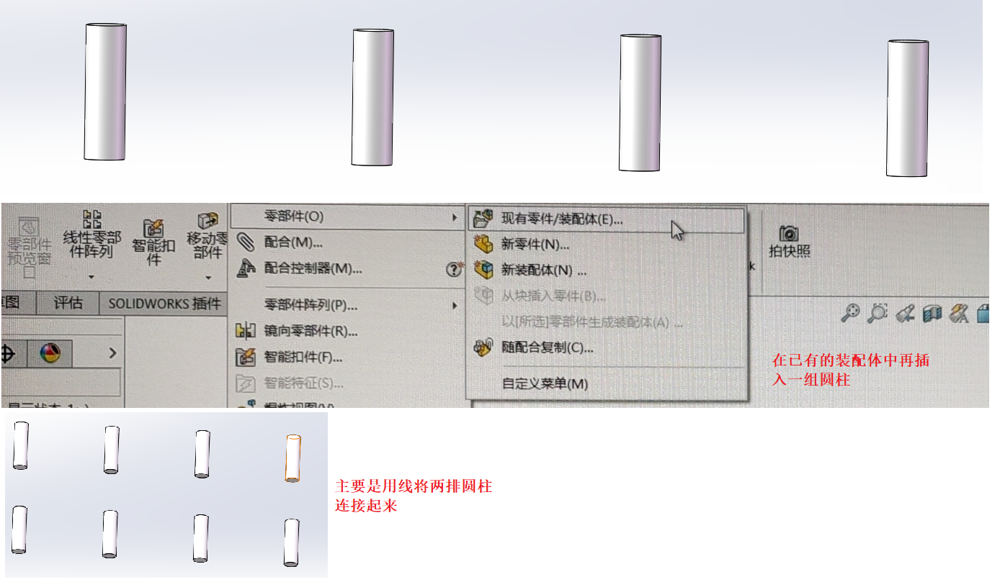 零部件
预览窗
口
线性零部
件阵列
智能扣
件
移动零
部件
零部件(O)
配合(M)...
配合控制器(M)...
零部件阵列(P)...
镜向零部件(R)...
智能扣件(F)...
智能特征(S)...
现有零件/装配体(E)...
新零件(N)...
新装配体(N) ...
从块插入零件(B)...
以[所选]零部件生成装配体(A) ...
随配合复制(C)...
自定义菜单(M)
k
拍快照
图
评估
SOLIDWORKS 插件
在已有的装配体中再插
入一组圆柱
主要是用线将两排圆柱
连接起来